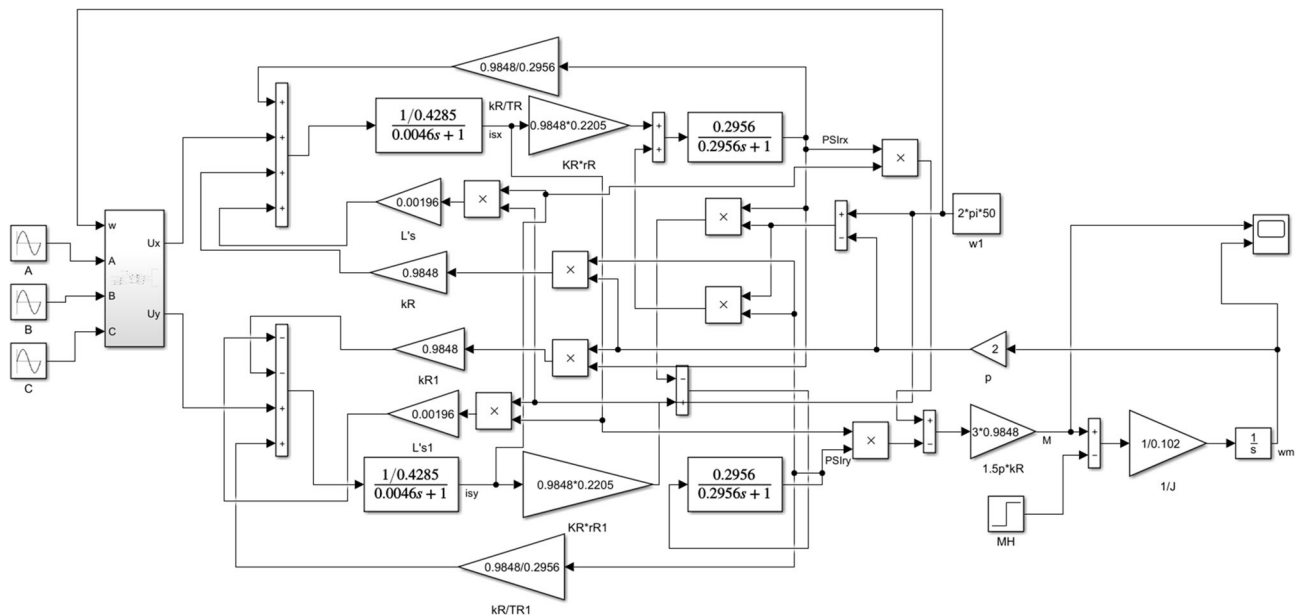 0.9848/0.2956
kR/TR
+
+
+
+
1/0.4285
0.0046s + 1
isx
0.9848*0.2205
KR*rR
+
+
0.2956
0.2956s + 1
PSIrx
×
0.00196
L's
×
×
+
−
2*pi*50
w1
w
A
B
C
Ux
Uy
A
B
C
0.9848
kR
×
×
−
−
+
+
0.9848
kR1
×
2
p
0.00196
L's1
×
−
+
1/0.4285
0.0046s + 1
isy
0.9848*0.2205
KR*rR1
0.2956
0.2956s + 1
PSIry
×
+
−
3*0.9848
1.5p*kR
M
+
−
1/0.102
1/J
1
s
wm
MH
0.9848/0.2956
kR/TR1